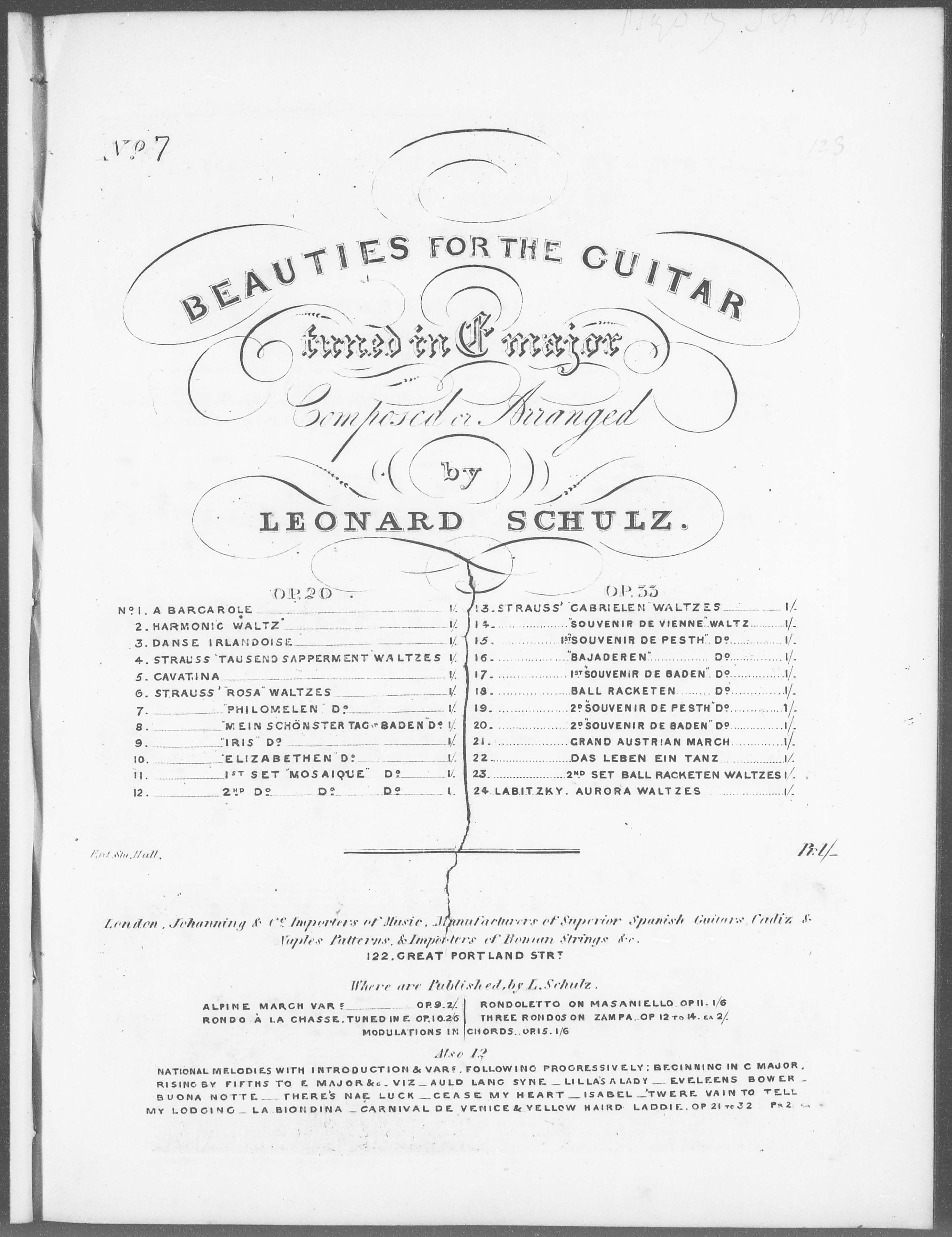 No. 7
123
BEAUTIES FOR THE GUITAR
tuned in E major
Composed or Arranged
by
LEONARD SCHULZ.
OP. 20
No. 1. A BARCAROLE 1/.
2. HARMONIC WALTZ" 1/.
3. DANSE IRLANDOISE 1/.
4. STRAUSS "TAUSEND SAPPERMENT" WALTZES 1/.
5. CAVATINA 1/.
6. STRAUSS' "ROSA" WALTZES 1/.
7. "PHILOMELEN" Do. 1/.
8. "MEIN SCHÖNSTER TAG IN BADEN" Do. 1/.
9. "IRIS" Do. 1/.
10. "ELIZABETHEN" Do. 1/.
11. 1ST SET "MOSAIQUE" Do. 1/.
12. 2ND Do. Do. Do. 1.
OP. 33
13. STRAUSS' "GABRIELEN" WALTZES 1/.
14. "SOUVENIR DE VIENNE" WALTZ 1/.
15. 1ST "SOUVENIR DE PESTH" Do. 1/.
16. "BAJADEREN" Do. 1/.
17. 1ST "SOUVENIR DE BADEN" Do. 1/.
18. BALL RACKETEN Do. 1/.
19. 2D "SOUVENIR DE PESTH" Do. 1/.
20. 2D "SOUVENIR DE BADEN" Do. 1/.
21. GRAND AUSTRIAN MARCH 1/.
22. DAS LEBEN EIN TANZ 1/.
23. 2ND SET BALL RACKETEN WALTZES 1/.
24. LABITZKY. AURORA WALTZES 1/.
Ent. Sta. Hall.
Pr. 1/_
London, Johanning & Co. Importers of Music, Manufacturers of Superior Spanish Guitars, Cadiz &
Naples Patterns, & Importers of Roman Strings &c.
122, GREAT PORTLAND STRT
Where are Published, by L. Schulz.
ALPINE MARCH VARS. OP. 9. 2/.
RONDO À LA CHASSE. TUNED IN E. OP. 10. 2/6
RONDOLETTO ON MASANIELLO. OP 11. 1/6
THREE RONDOS ON ZAMPA. OP 12 TO 14. EA 2/.
MODULATIONS IN CHORDS. OP. 15. 1/6
Also 12
NATIONAL MELODIES WITH INTRODUCTION & VARS. FOLLOWING PROGRESSIVELY; BEGINNING IN C MAJOR,
RISING BY FIFTHS TO E MAJOR &c. VIZ _ AULD LANG SYNE _ LILLA'S A LADY _ EVELEENS BOWER _
BUONA NOTTE _ THERE'S NAE LUCK _ CEASE MY HEART _ ISABEL _ 'TWERE VAIN TO TELL
MY LODGING _ LA BIONDINA _ CARNIVAL DE VENICE & YELLOW HAIRD LADDIE. OP 21 TO 32 PR 2